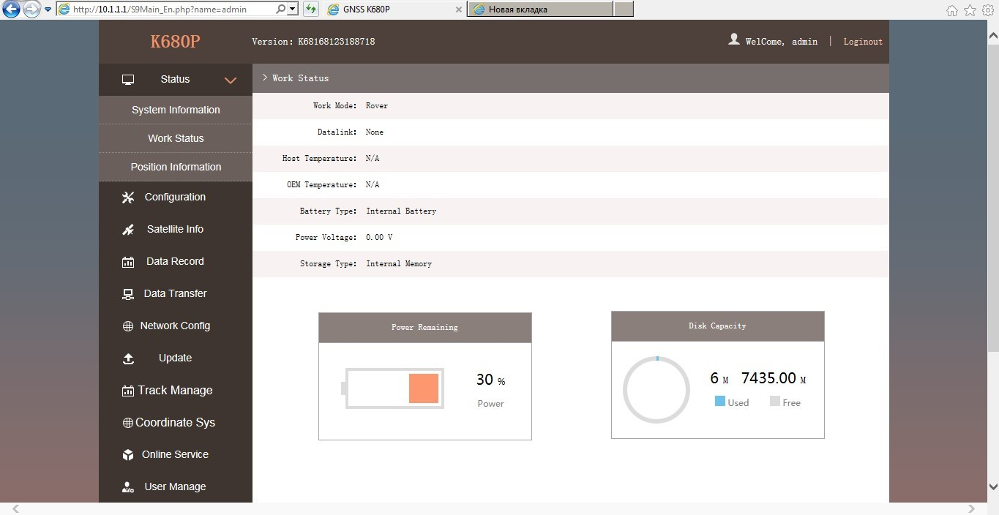 http://10.1.1.1/S9Main_En.php?name=admin
GNSS K680P
Новая вкладка
K680P
Version: K68168123188718
WelCome, admin | Loginout
Status
System Information
Work Status
Position Information
Configuration
Satellite Info
Data Record
Data Transfer
Network Config
Update
Track Manage
Coordinate Sys
Online Service
User Manage
> Work Status
Work Mode: Rover
Datalink: None
Host Temperature: N/A
OEM Temperature: N/A
Battery Type: Internal Battery
Power Voltage: 0.00 V
Storage Type: Internal Memory
Power Remaining
30 %
Power
Disk Capacity
6 M 7435.00 M
Used Free